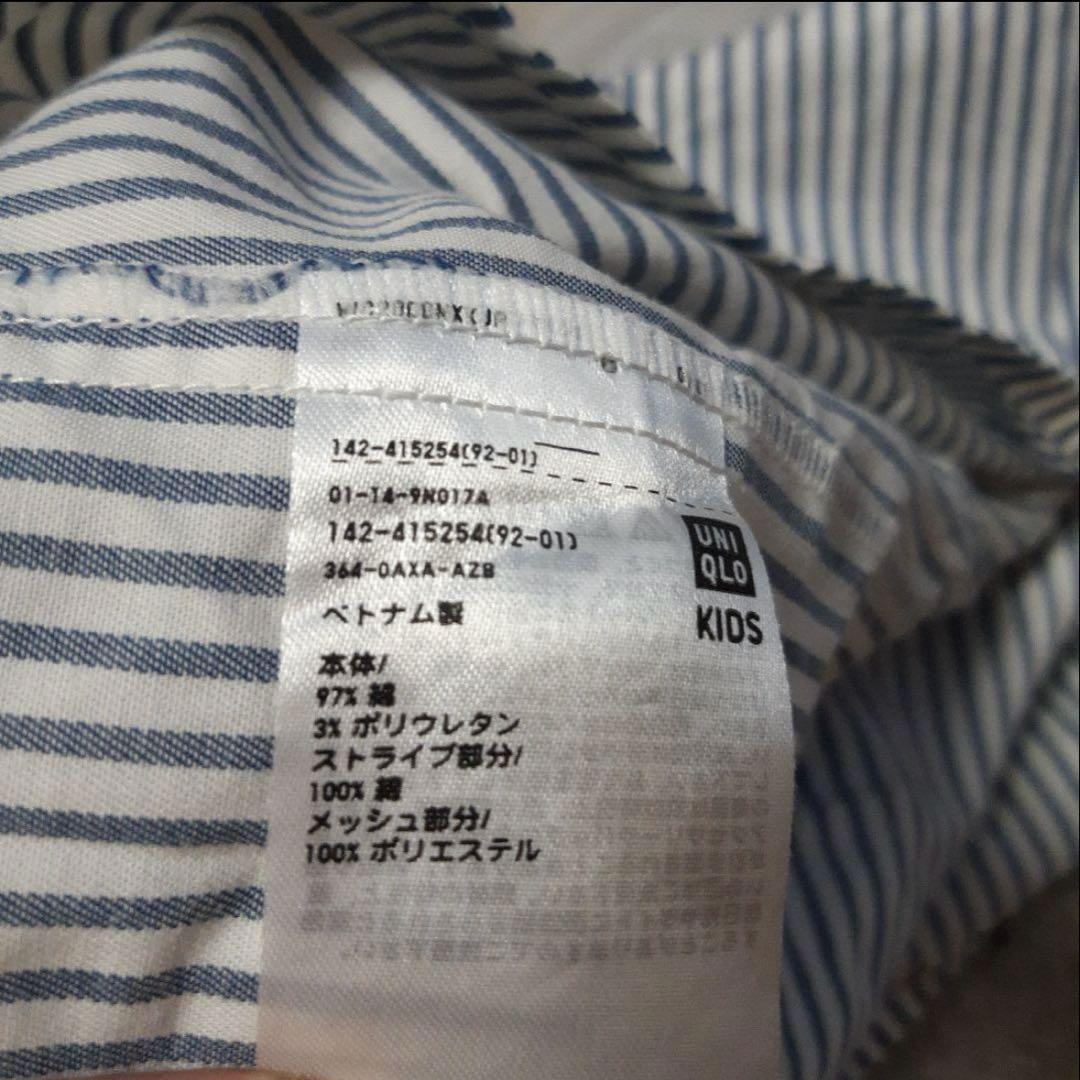 142-415254(92-01)
01-14-9N017A
142-415254(92-01)
UNI
QLO
364-0AXA-AZB
KIDS
ベトナム製
本体/
97% 綿
3% ポリウレタン
ストライプ部分/
100% 綿
メッシュ部分/
100% ポリエステル